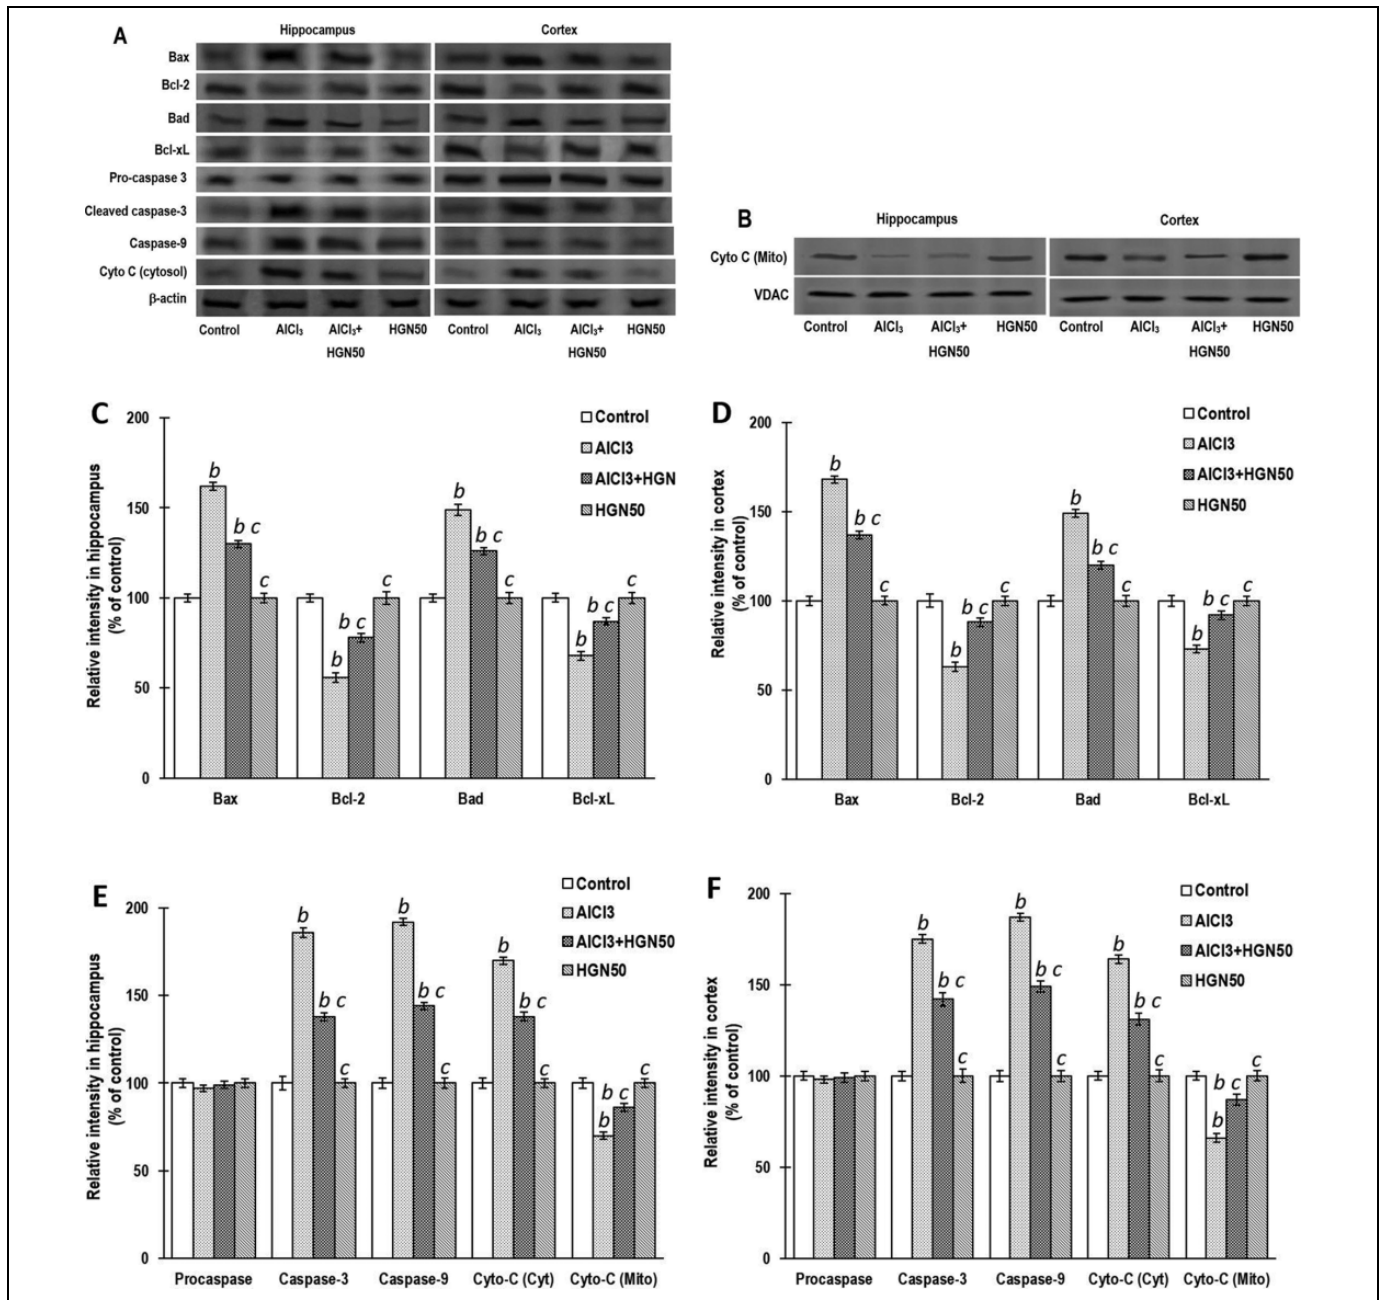 A
Hippocampus
Cortex
Bax
Bcl-2
Bad
Bcl-xL
Pro-caspase 3
Cleaved caspase-3
Caspase-9
Cyto C (cytosol)
β-actin
Control AlCl₃ AlCl₃+ HGN50 Control AlCl₃ AlCl₃+ HGN50
HGN50 HGN50
B
Hippocampus
Cortex
Cyto C (Mito)
VDAC
Control AlCl₃ AlCl₃+ HGN50 Control AlCl₃ AlCl₃+ HGN50
HGN50 HGN50
C
Relative intensity in hippocampus
(% of control)
200
150
100
50
0
Control
AlCl3
AlCl3+HGN
HGN50
b
b c
c
b
b c
c
b
b c
c
b
b c
c
Bax Bcl-2 Bad Bcl-xL
D
Relative intensity in cortex
(% of control)
200
150
100
50
0
Control
AlCl3
AlCl3+HGN50
HGN50
b
b c
c
b
b c
c
b
b c
c
b
b c
c
Bax Bcl-2 Bad Bcl-xL
E
Relative intensity in hippocampus
(% of control)
200
150
100
50
0
Control
AlCl3
AlCl3+HGN50
HGN50
b
b c
c
b
b c
c
b
b c
c
b
b c
c
Procaspase Caspase-3 Caspase-9 Cyto-C (Cyt) Cyto-C (Mito)
F
Relative intensity in cortex
(% of control)
200
150
100
50
0
Control
AlCl3
AlCl3+HGN50
HGN50
b
b c
c
b
b c
c
b
b c
c
b
b c
c
Procaspase Caspase-3 Caspase-9 Cyto-C (Cyt) Cyto-C (Mito)